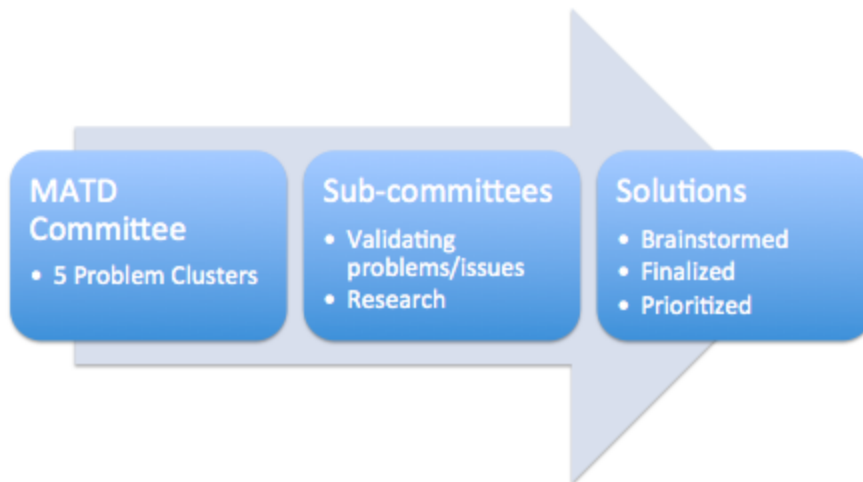 MATD
Committee
• 5 Problem Clusters
Sub-committees
• Validating
problems/issues
• Research
Solutions
• Brainstormed
• Finalized
• Prioritized